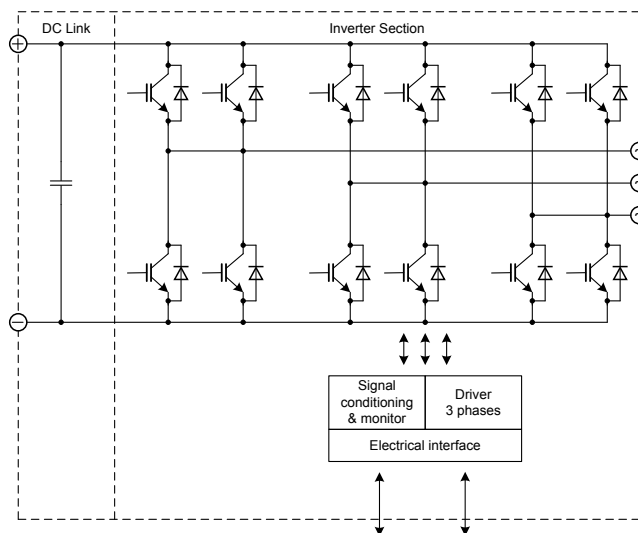 DC Link
Inverter Section
+
−
~
~
~
Signal
conditioning
& monitor
Driver
3 phases
Electrical interface